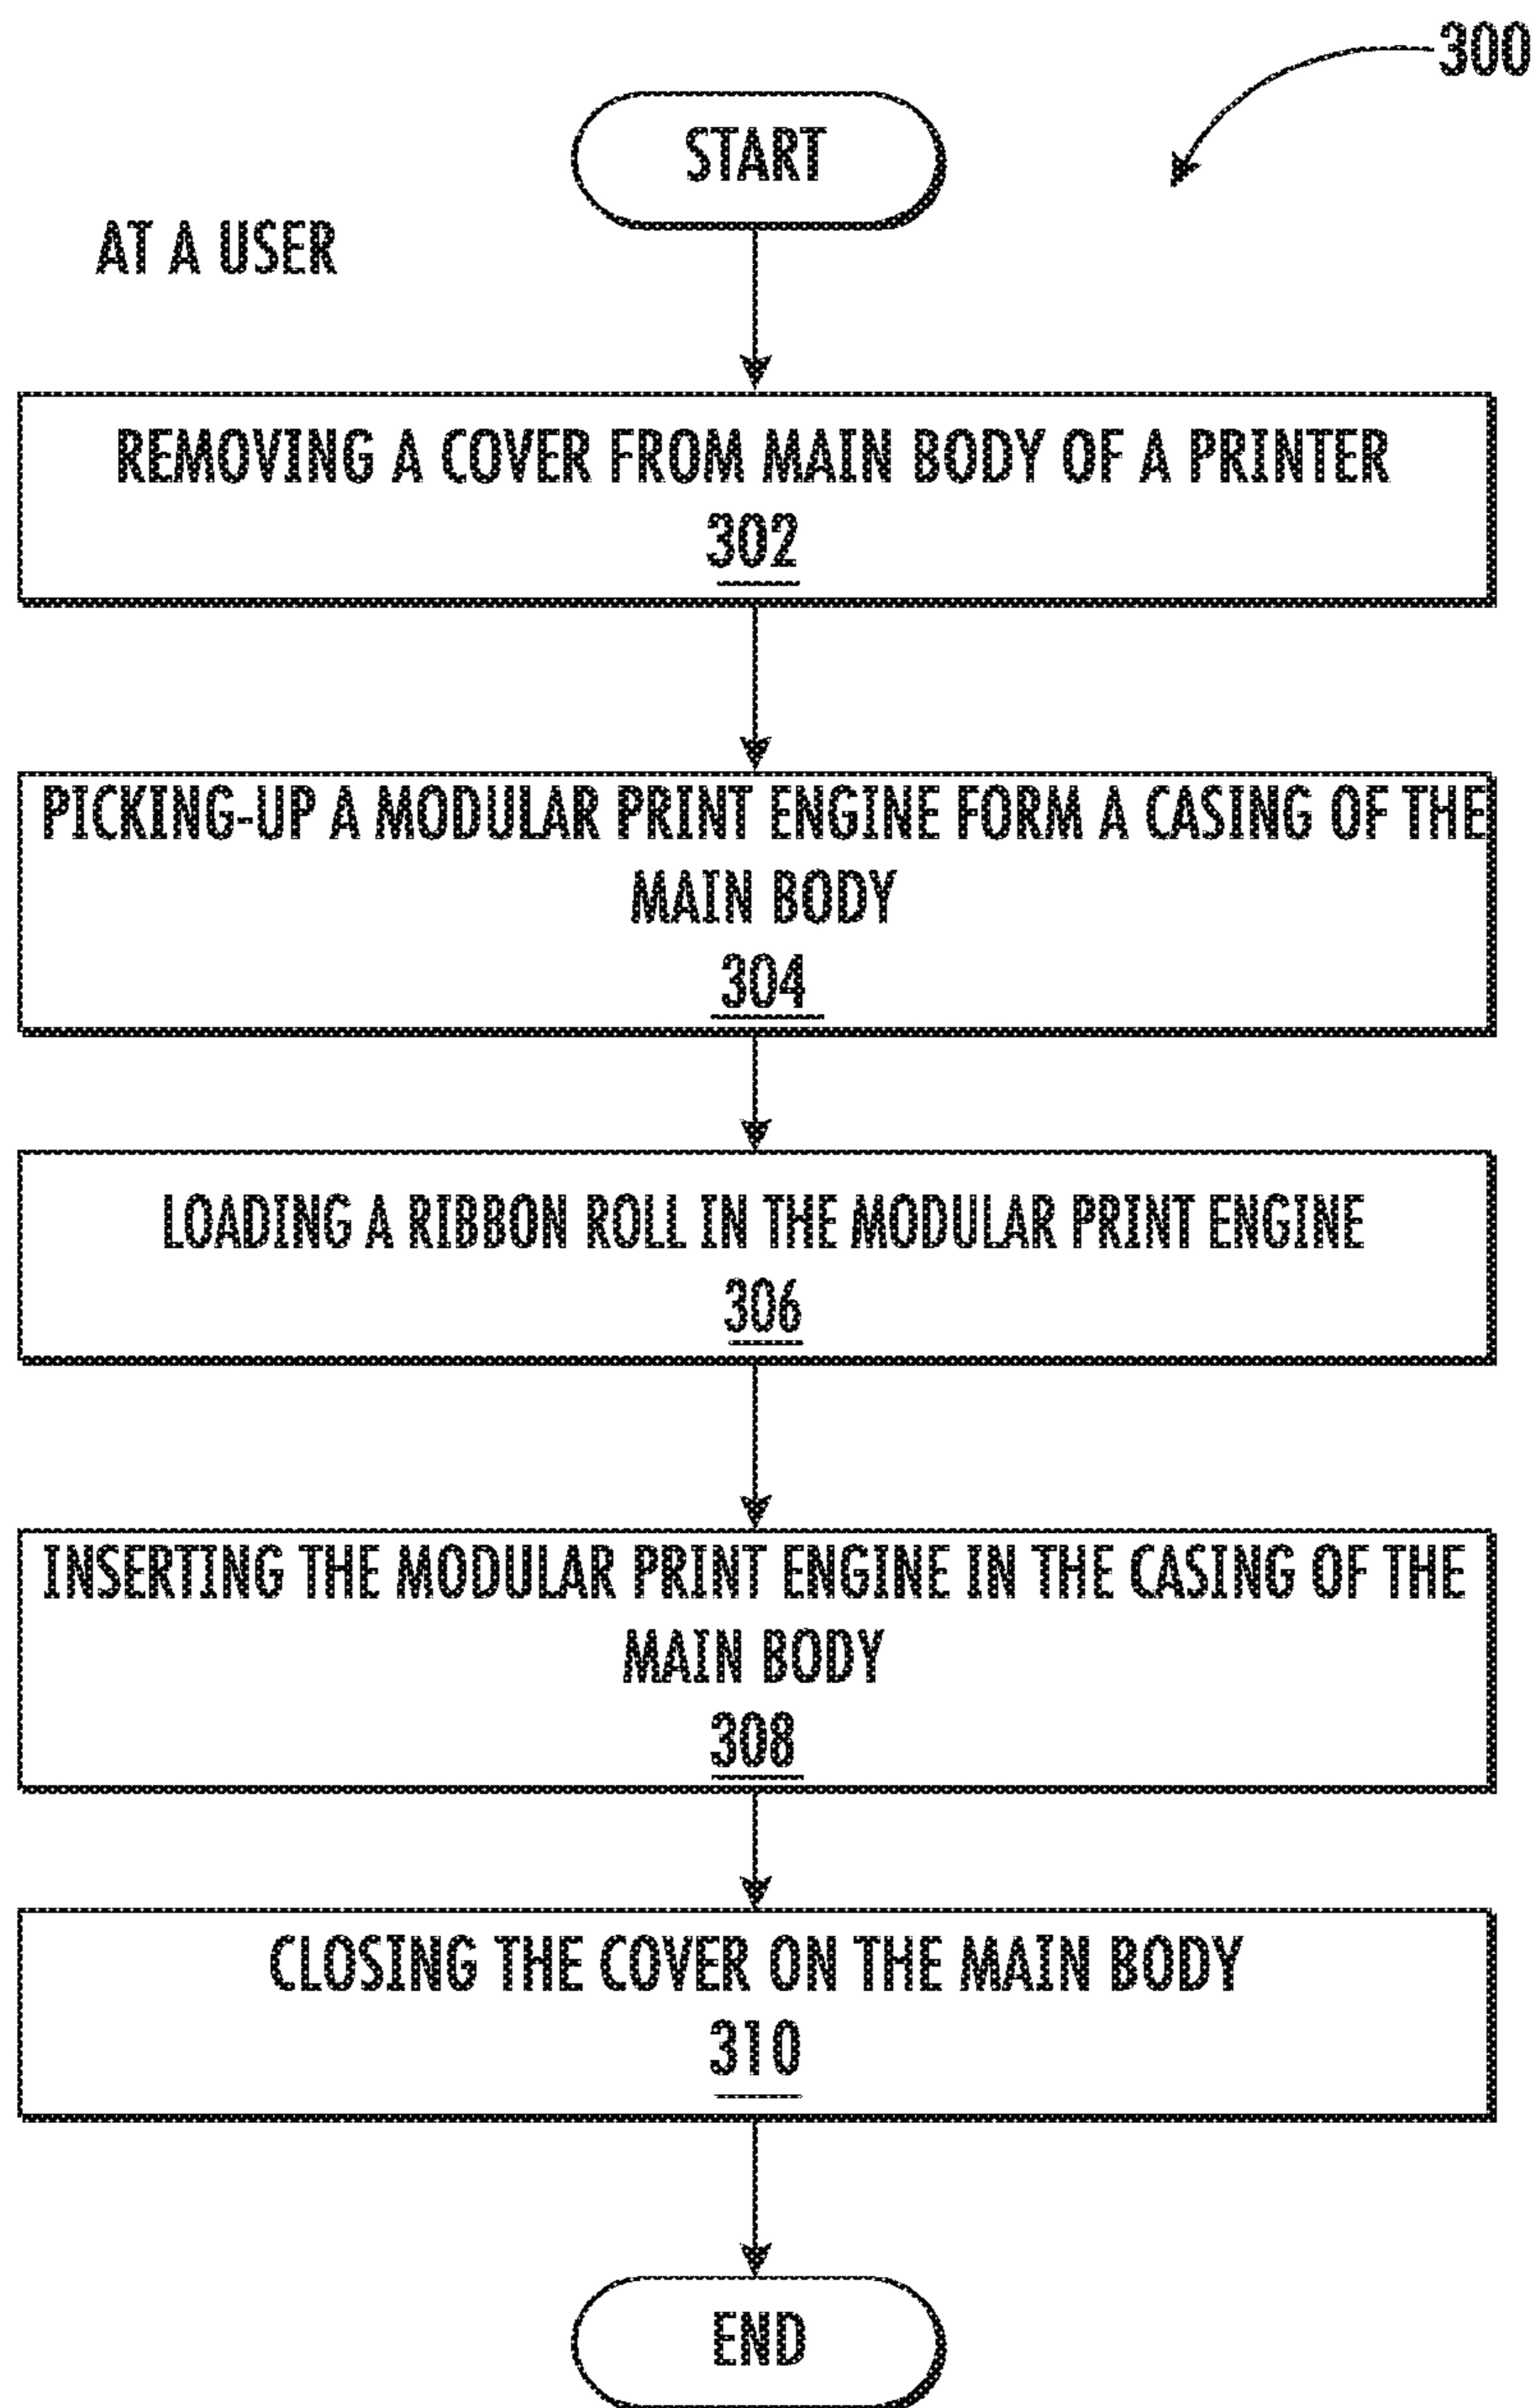 300
START
AT A USER
REMOVING A COVER FROM MAIN BODY OF A PRINTER
302
PICKING-UP A MODULAR PRINT ENGINE FORM A CASING OF THE
MAIN BODY
304
LOADING A RIBBON ROLL IN THE MODULAR PRINT ENGINE
306
INSERTING THE MODULAR PRINT ENGINE IN THE CASING OF THE
MAIN BODY
308
CLOSING THE COVER ON THE MAIN BODY
310
END